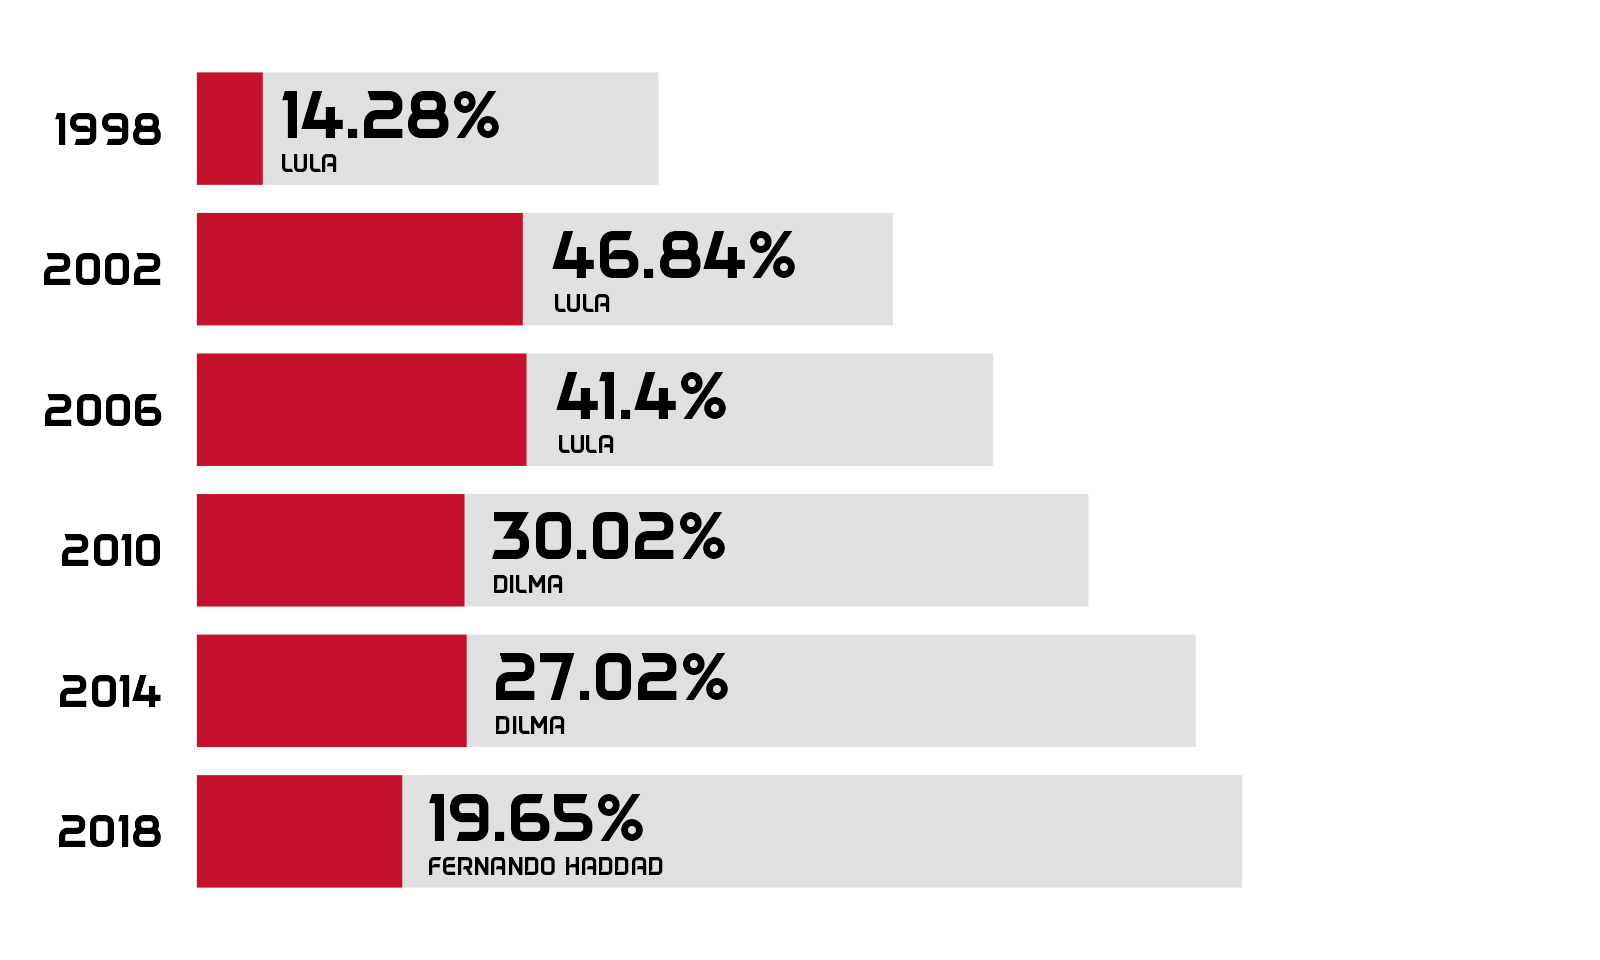 1998
14.28%
LULA
2002
46.84%
LULA
2006
41.4%
LULA
2010
30.02%
DILMA
2014
27.02%
DILMA
2018
19.65%
FERNANDO HADDAD